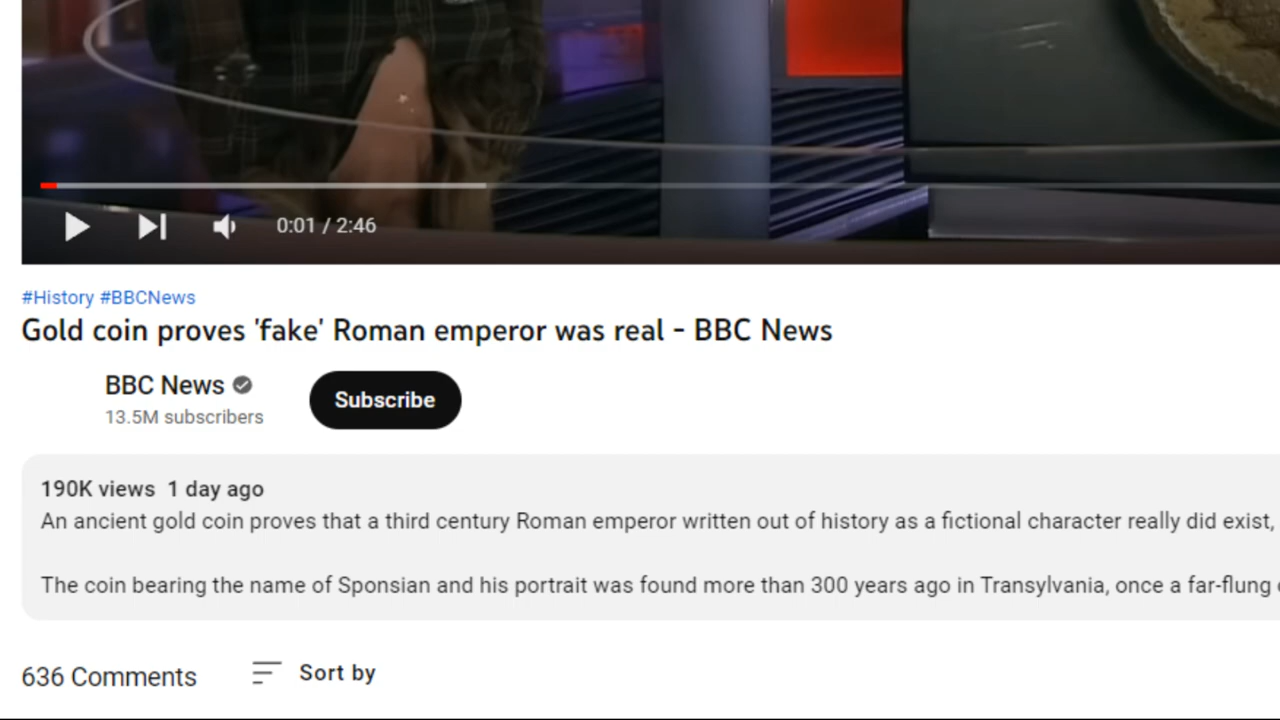 0:01 / 2:46
#History #BBCNews
Gold coin proves 'fake' Roman emperor was real - BBC News
BBC News
Subscribe
13.5M subscribers
190K views 1 day ago
An ancient gold coin proves that a third century Roman emperor written out of history as a fictional character really did exist,
The coin bearing the name of Sponsian and his portrait was found more than 300 years ago in Transylvania, once a far-flung
636 Comments
Sort by